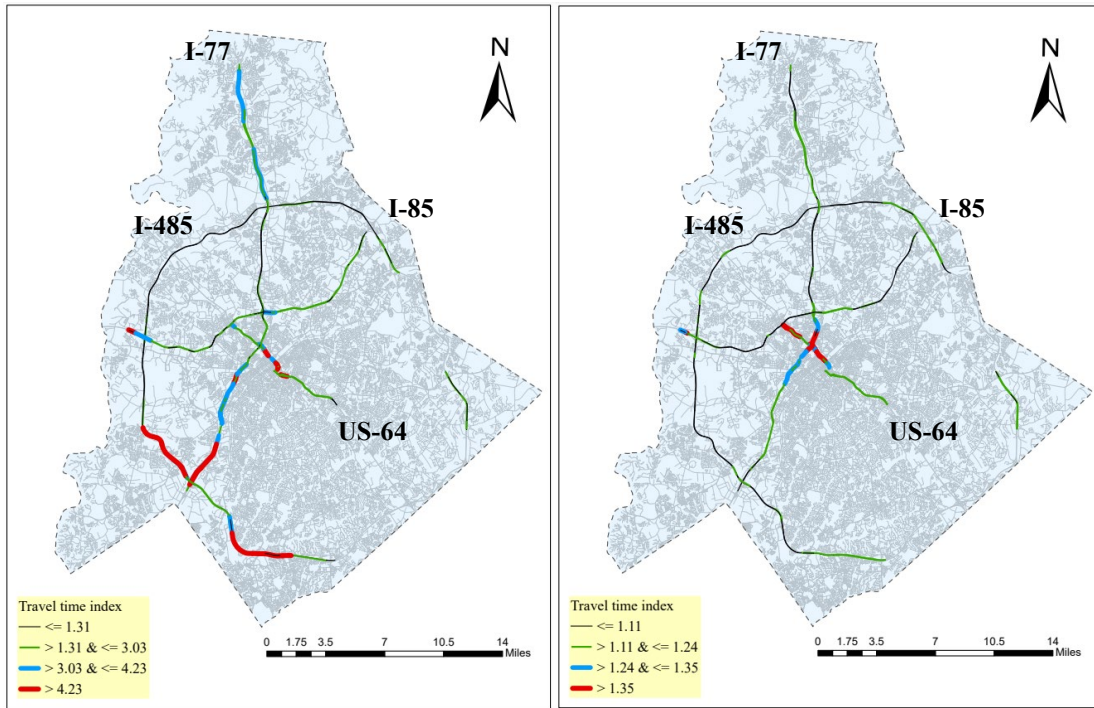 I-77
N
I-85
I-485
US-64
Travel time index
<= 1.31
> 1.31 & <= 3.03
> 3.03 & <= 4.23
> 4.23
0 1.75 3.5 7 10.5 14
Miles
I-77
N
I-85
I-485
US-64
Travel time index
<= 1.11
> 1.11 & <= 1.24
> 1.24 & <= 1.35
> 1.35
0 1.75 3.5 7 10.5 14
Miles